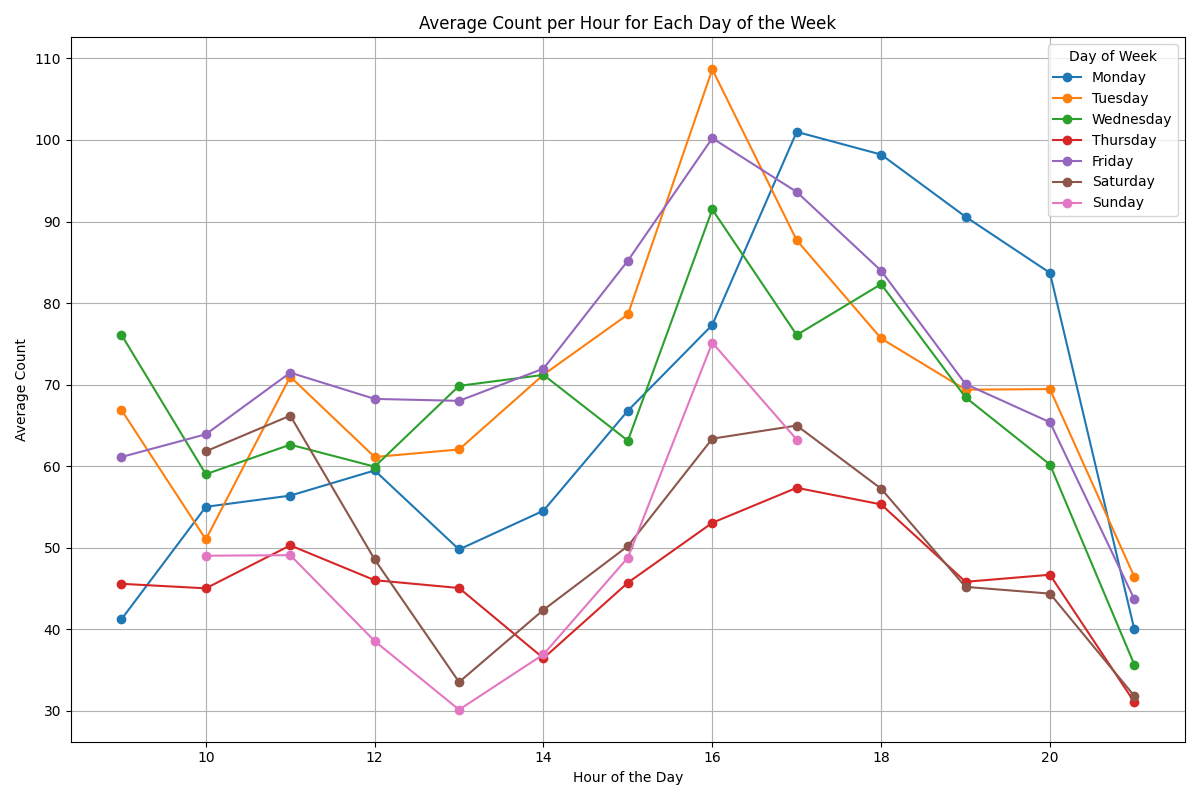 Average Count per Hour for Each Day of the Week
Day of Week
Monday
Tuesday
Wednesday
Thursday
Friday
Saturday
Sunday
Average Count
110
100
90
80
70
60
50
40
30
10 12 14 16 18 20
Hour of the Day